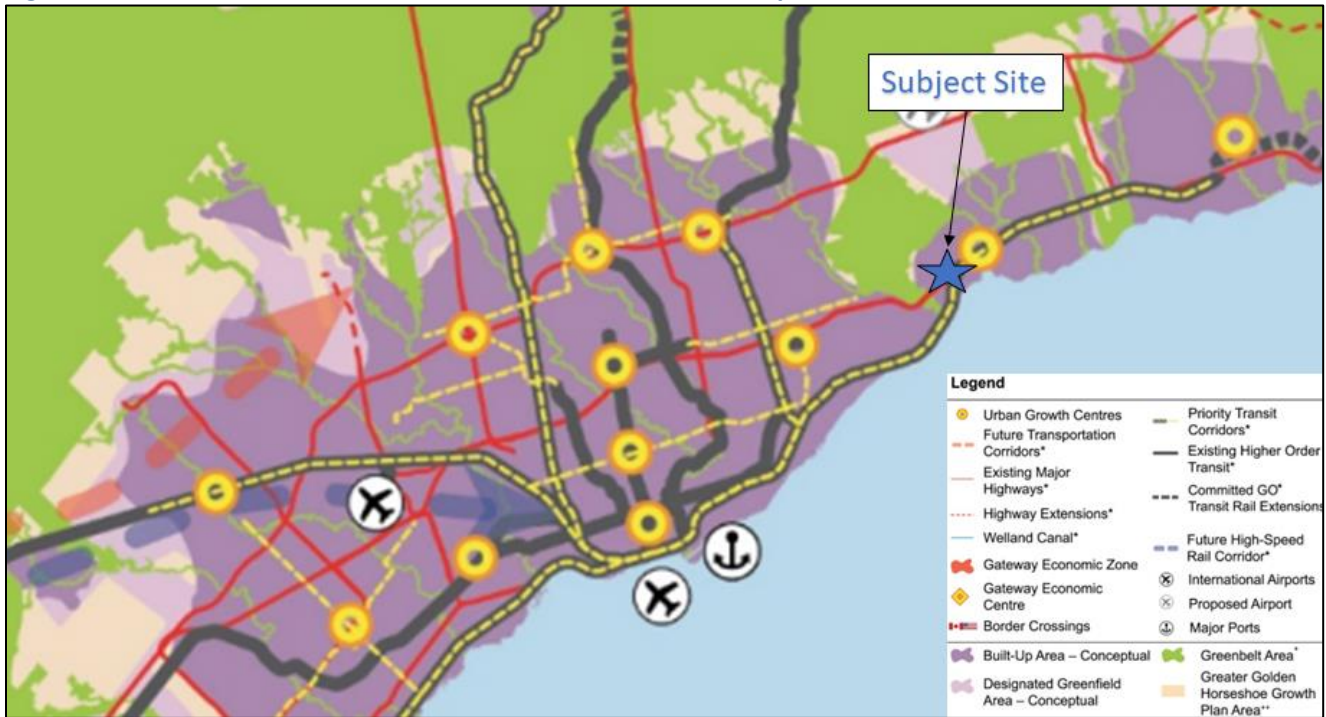 Subject Site
Legend
Urban Growth Centres
Future Transportation
Corridors*
Existing Major
Highways*
Highway Extensions*
Welland Canal*
Gateway Economic Zone
Gateway Economic
Centre
Border Crossings
Built-Up Area – Conceptual
Designated Greenfield
Area – Conceptual
Priority Transit
Corridors*
Existing Higher Order
Transit*
Committed GO*
Transit Rail Extensions
Future High-Speed
Rail Corridor*
International Airports
Proposed Airport
Major Ports
Greenbelt Area*
Greater Golden
Horseshoe Growth
Plan Area**